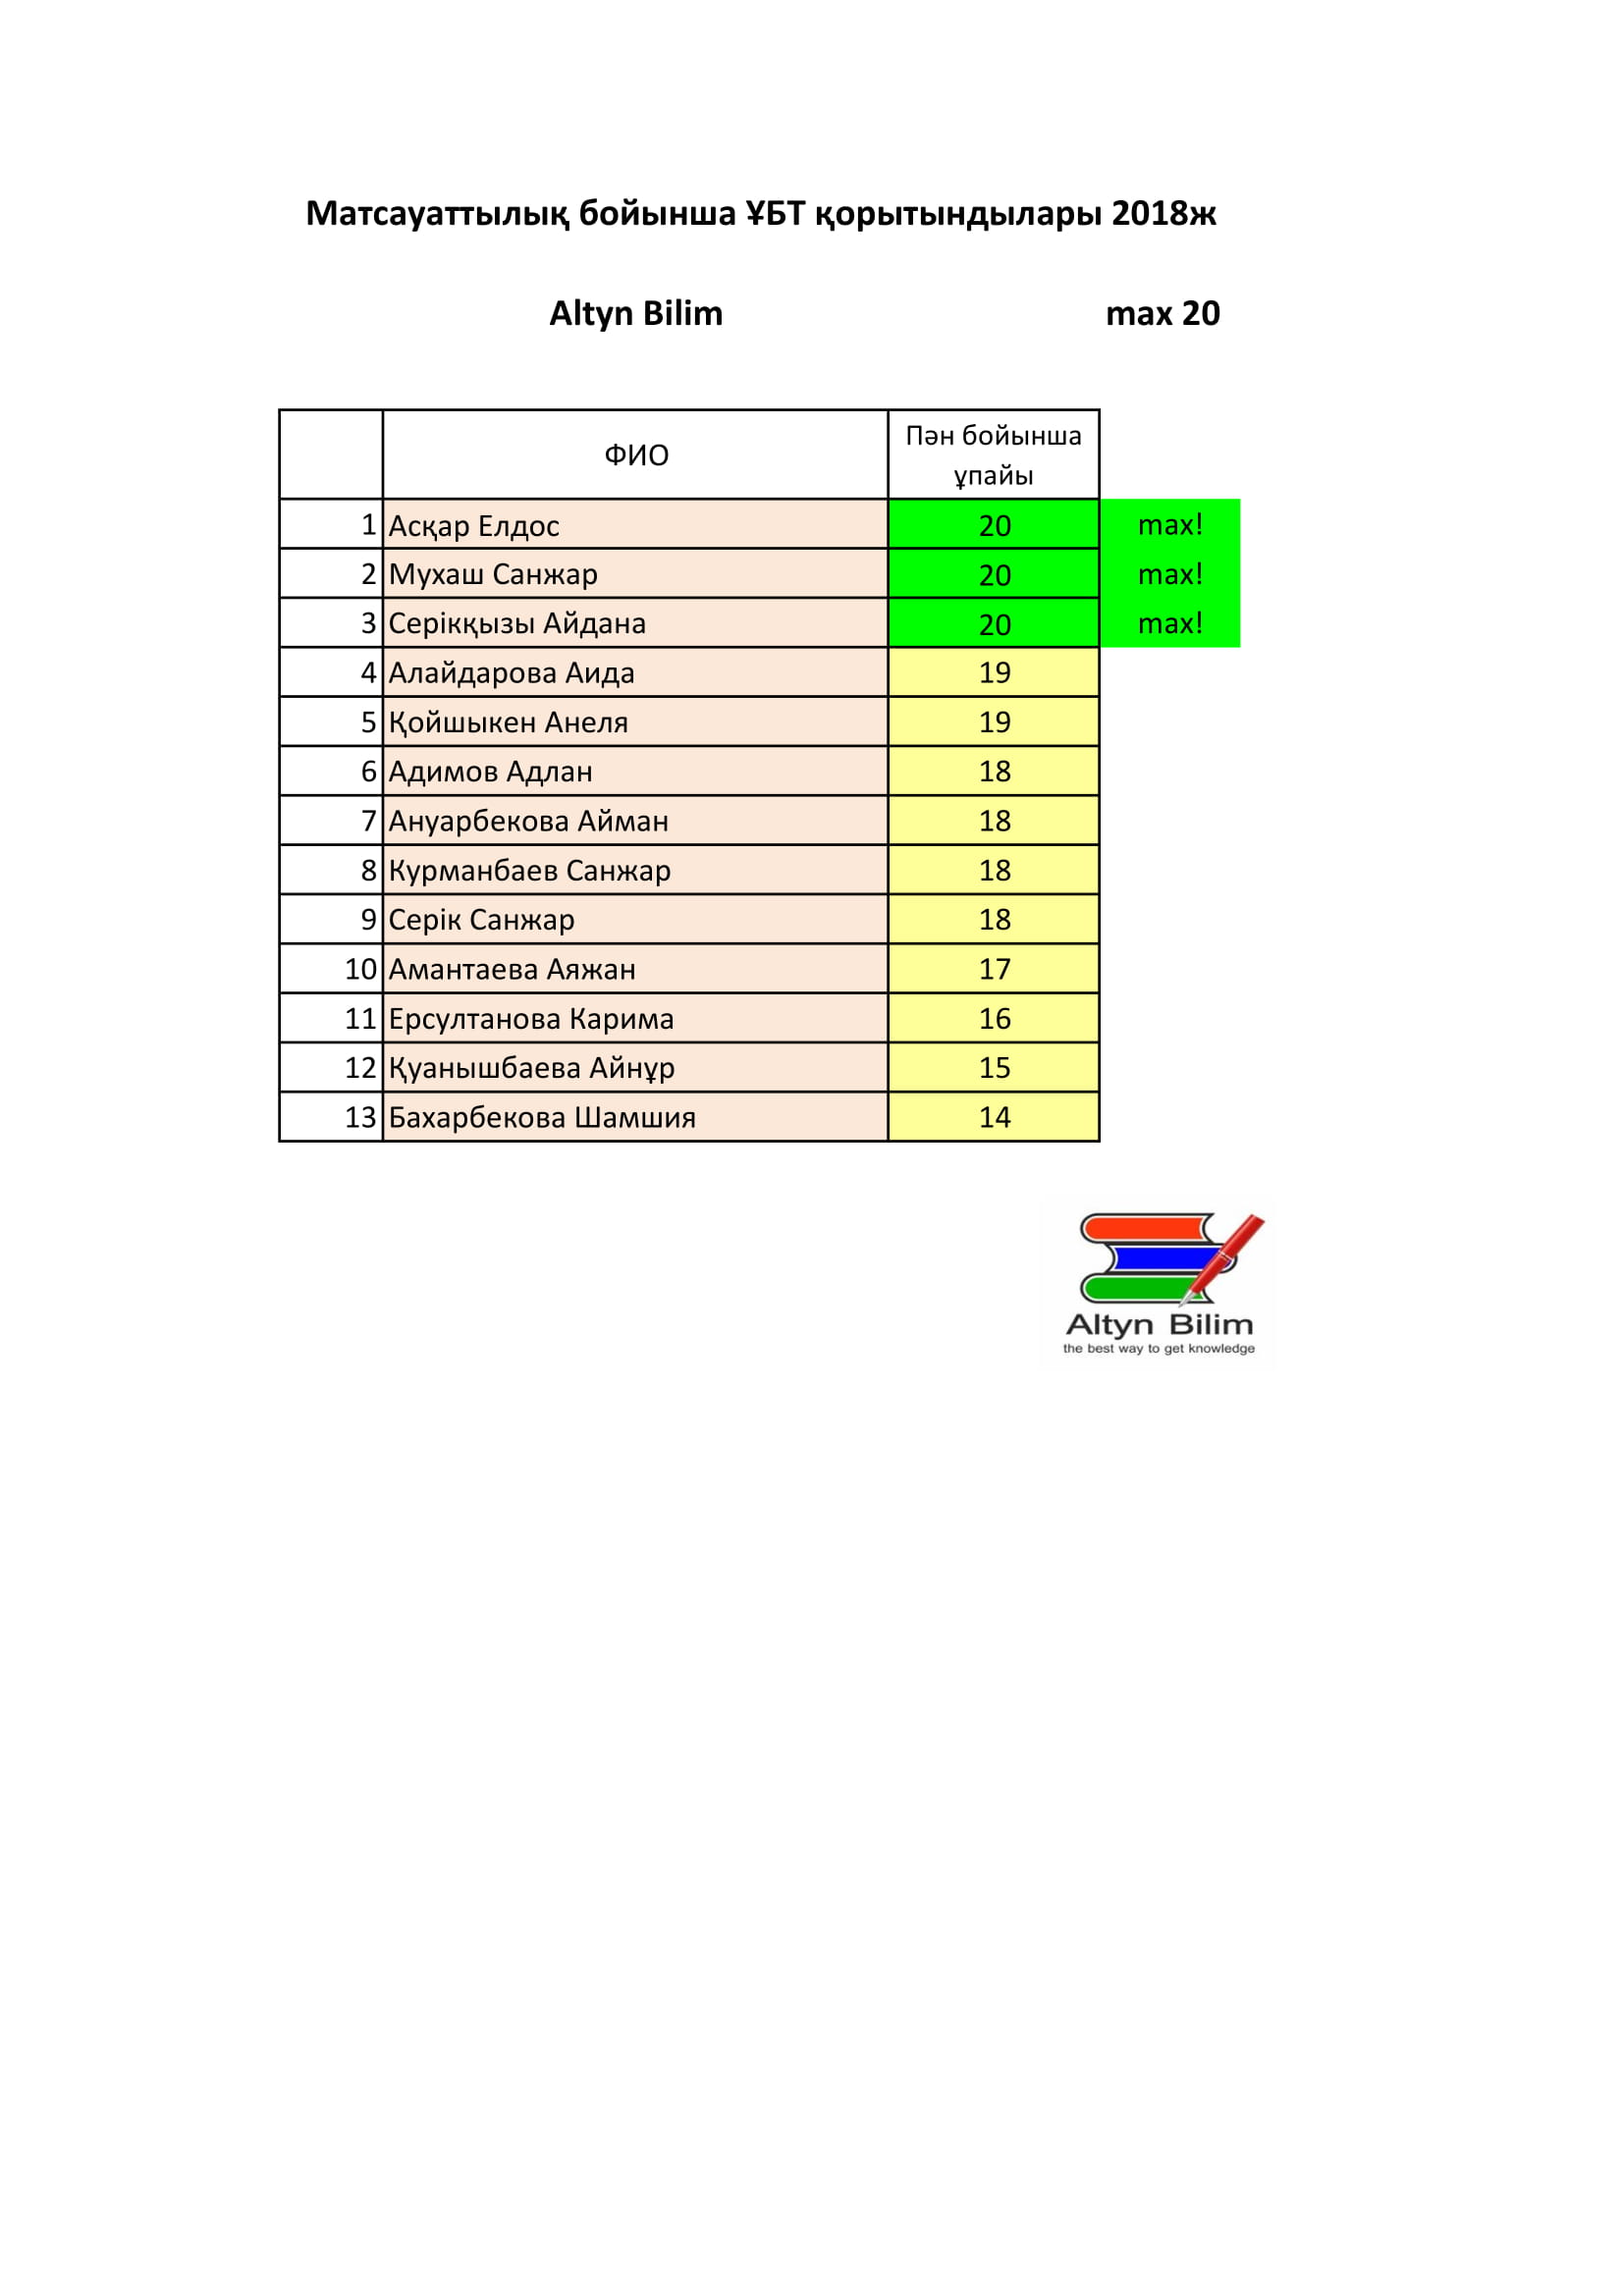 Матсауаттылық бойынша ҰБТ қорытындылары 2018ж
Altyn Bilim max 20
ФИО Пән бойынша ұпайы
1 Асқар Елдос 20 max!
2 Мухаш Санжар 20 max!
3 Серікқызы Айдана 20 max!
4 Алайдарова Аида 19
5 Қойшыкен Анеля 19
6 Адимов Адлан 18
7 Ануарбекова Айман 18
8 Курманбаев Санжар 18
9 Серік Санжар 18
10 Амантаева Аяжан 17
11 Ерсултанова Карима 16
12 Қуанышбаева Айнұр 15
13 Бахарбекова Шамшия 14
Altyn Bilim
the best way to get knowledge